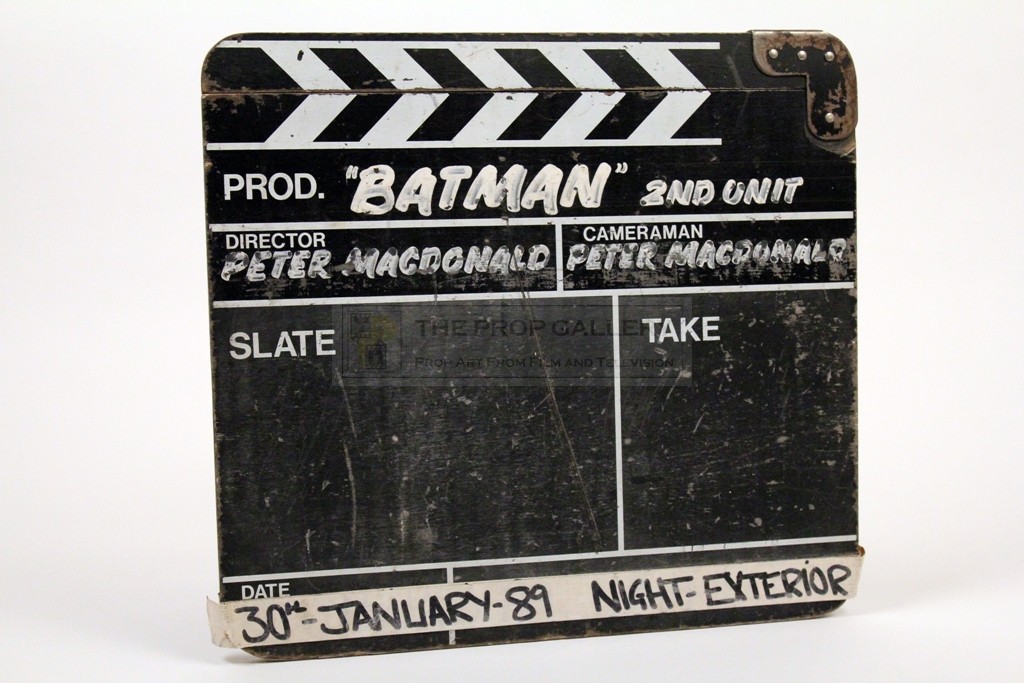 PROD. "BATMAN" 2ND UNIT
DIRECTOR
PETER MACDONALD
CAMERAMAN
PETER MACDONALD
SLATE
TAKE
THE PROP GALLE
PROP ART FROM FILM AND TELEVISION
DATE
30TH-JANUARY-89 NIGHT-EXTERIOR